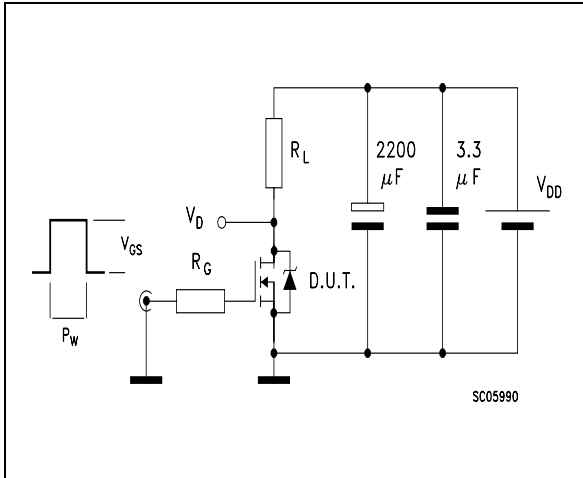 R_L
2200
μF
3.3
μF
V_DD
V_D
V_GS
R_G
D.U.T.
P_W
SC05990